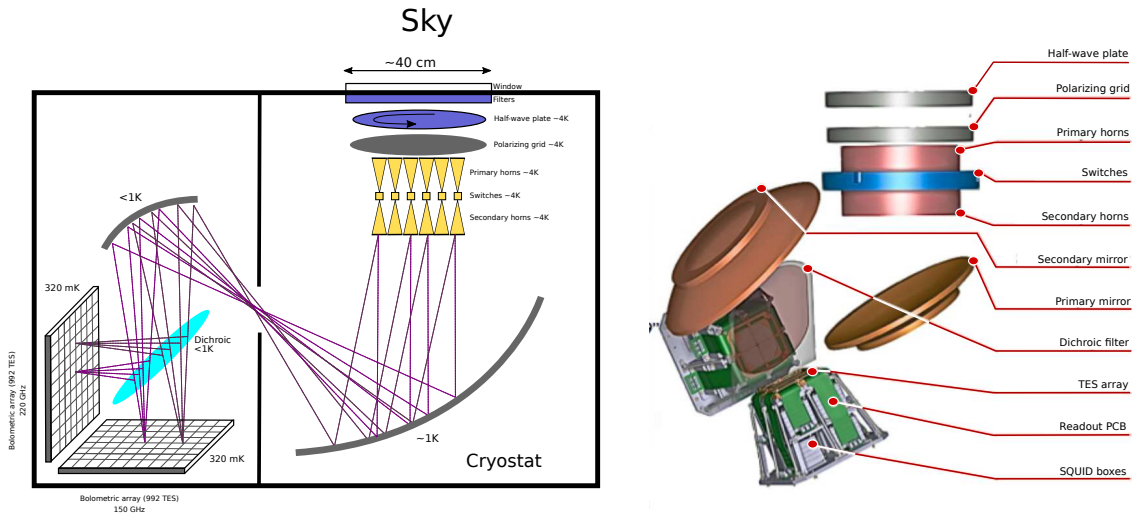 Sky
~40 cm
Window
Filters
Half-wave plate ~4K
Polarizing grid ~4K
Primary horns ~4K
Switches ~4K
Secondary horns ~4K
<1K
320 mK
Dichroic
<1K
~1K
320 mK
Cryostat
Bolometric array (992 TES)
220 GHz
Bolometric array (992 TES)
150 GHz
Half-wave plate
Polarizing grid
Primary horns
Switches
Secondary horns
Secondary mirror
Primary mirror
Dichroic filter
TES array
Readout PCB
SQUID boxes